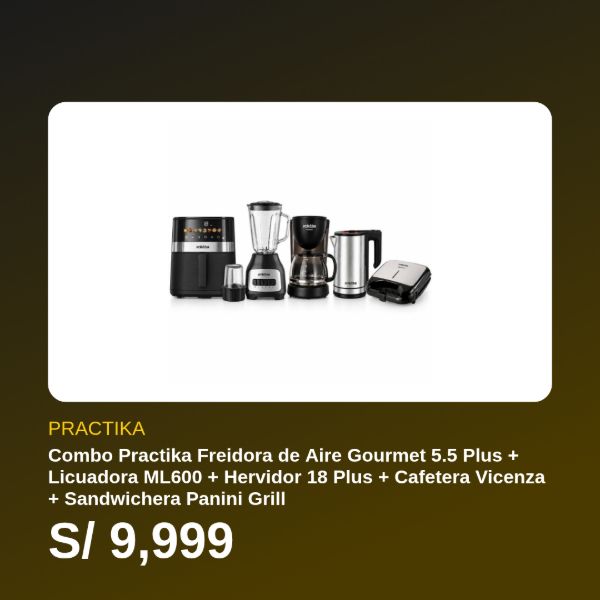 PRACTIKA
Combo Practika Freidora de Aire Gourmet 5.5 Plus +
Licuadora ML600 + Hervidor 18 Plus + Cafetera Vicenza
+ Sandwichera Panini Grill
S/ 9,999